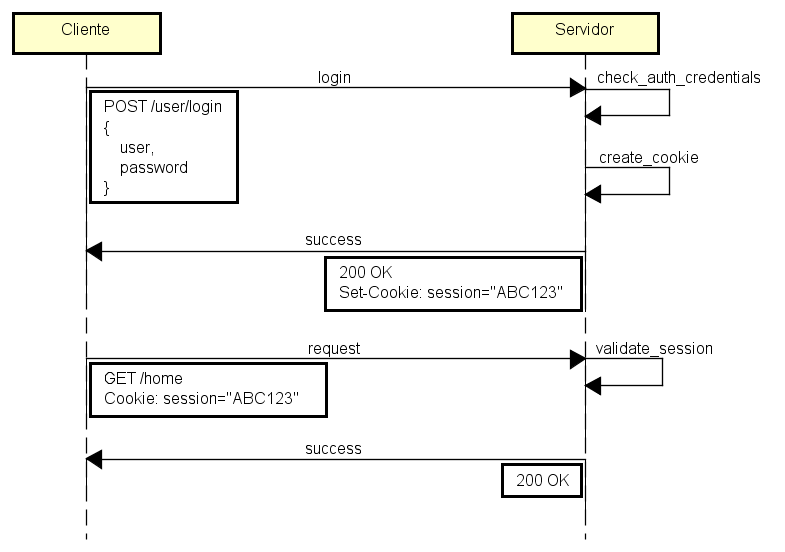 Cliente
Servidor
login
check_auth_credentials
POST /user/login
{
user,
password
}
create_cookie
success
200 OK
Set-Cookie: session="ABC123"
request
validate_session
GET /home
Cookie: session="ABC123"
success
200 OK